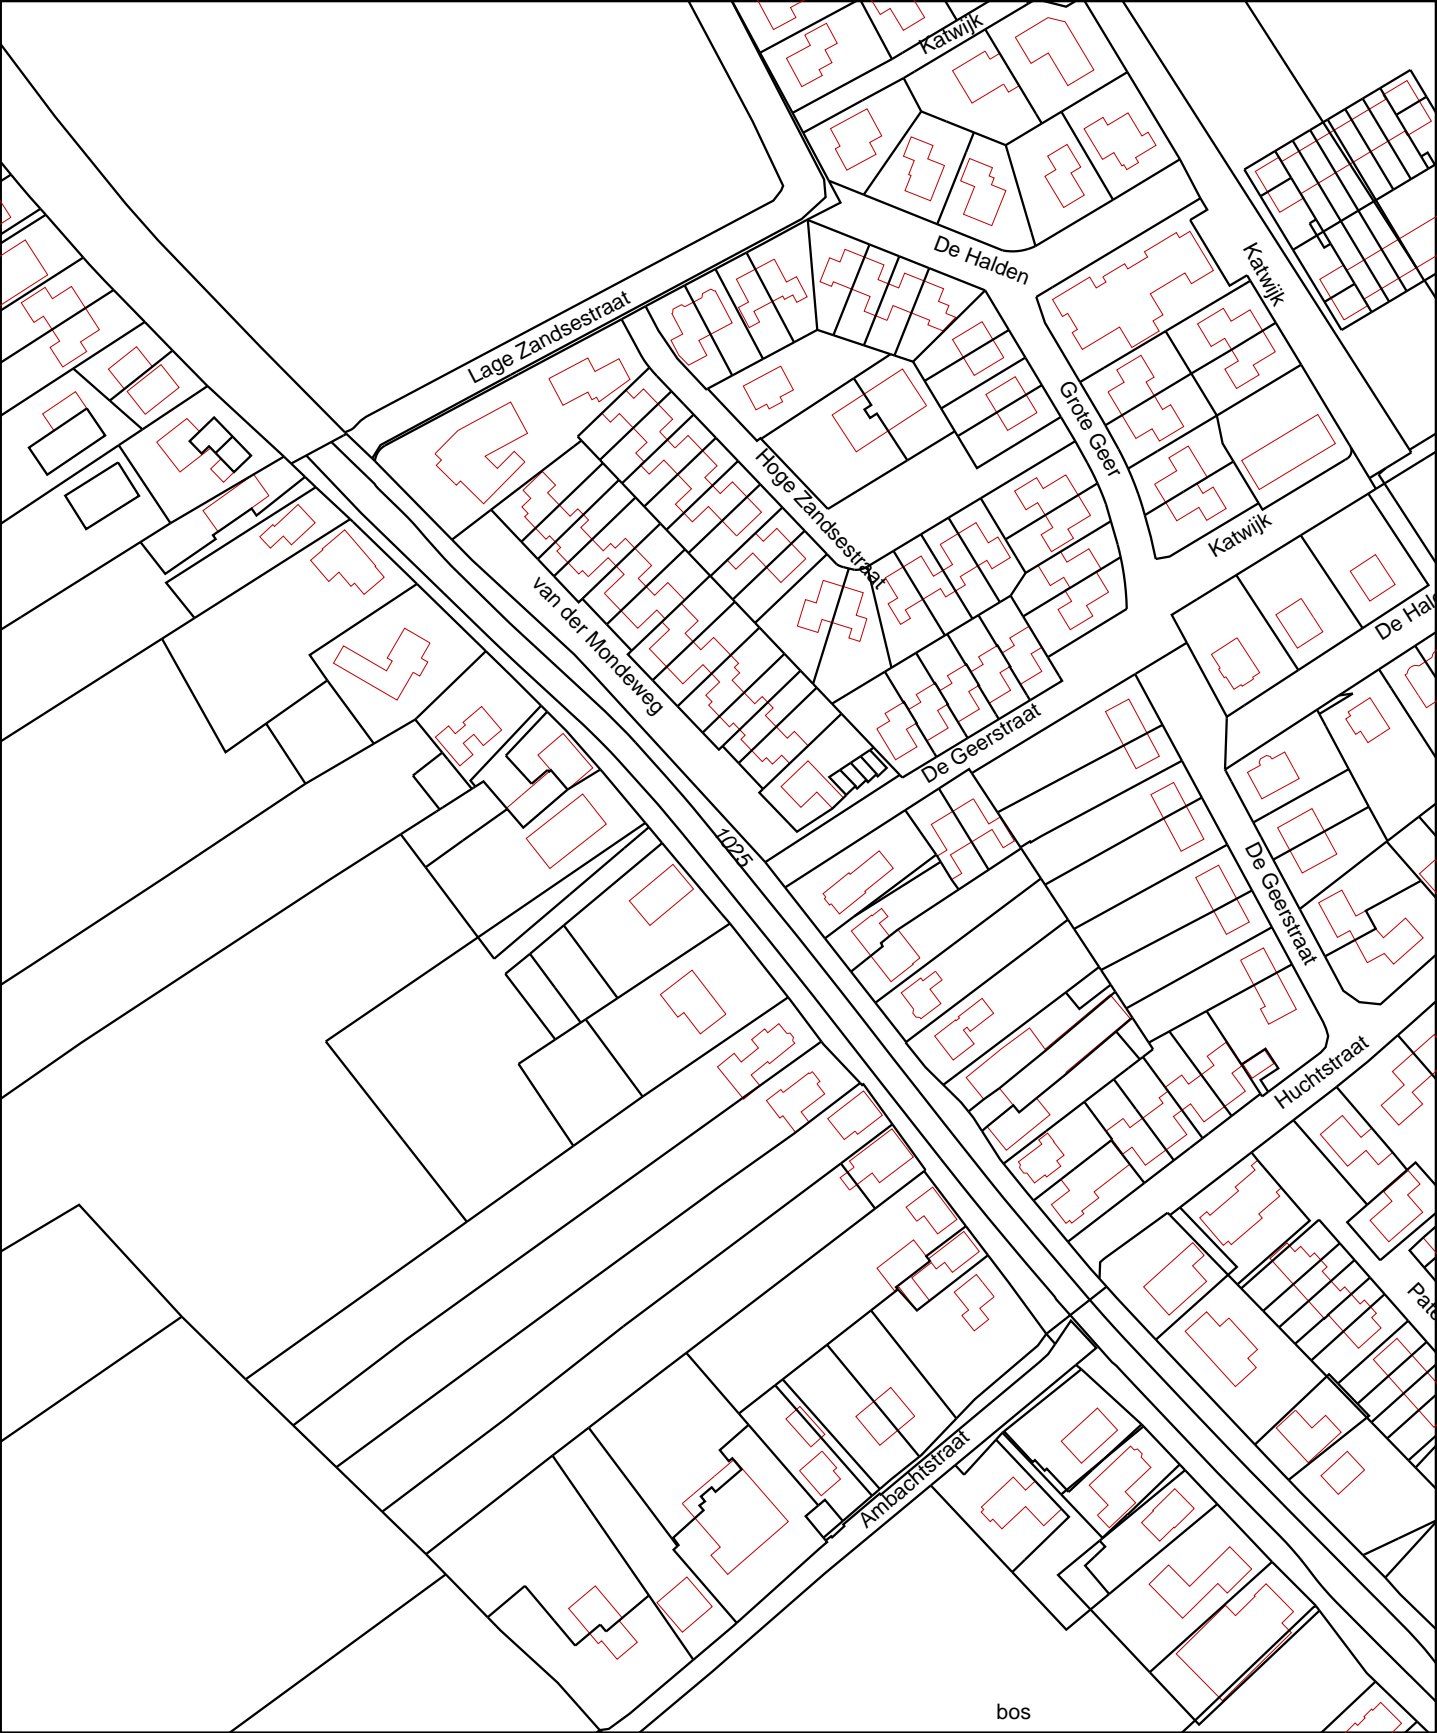 Katwijk
De Halden
Katwijk
Lage Zandsestraat
Grote Geer
Hoge Zandsestraat
Katwijk
van der Mondeweg
De Hal
De Geerstraat
1025
De Geerstraat
Huchtstraat
Pate
Ambachtstraat
bos